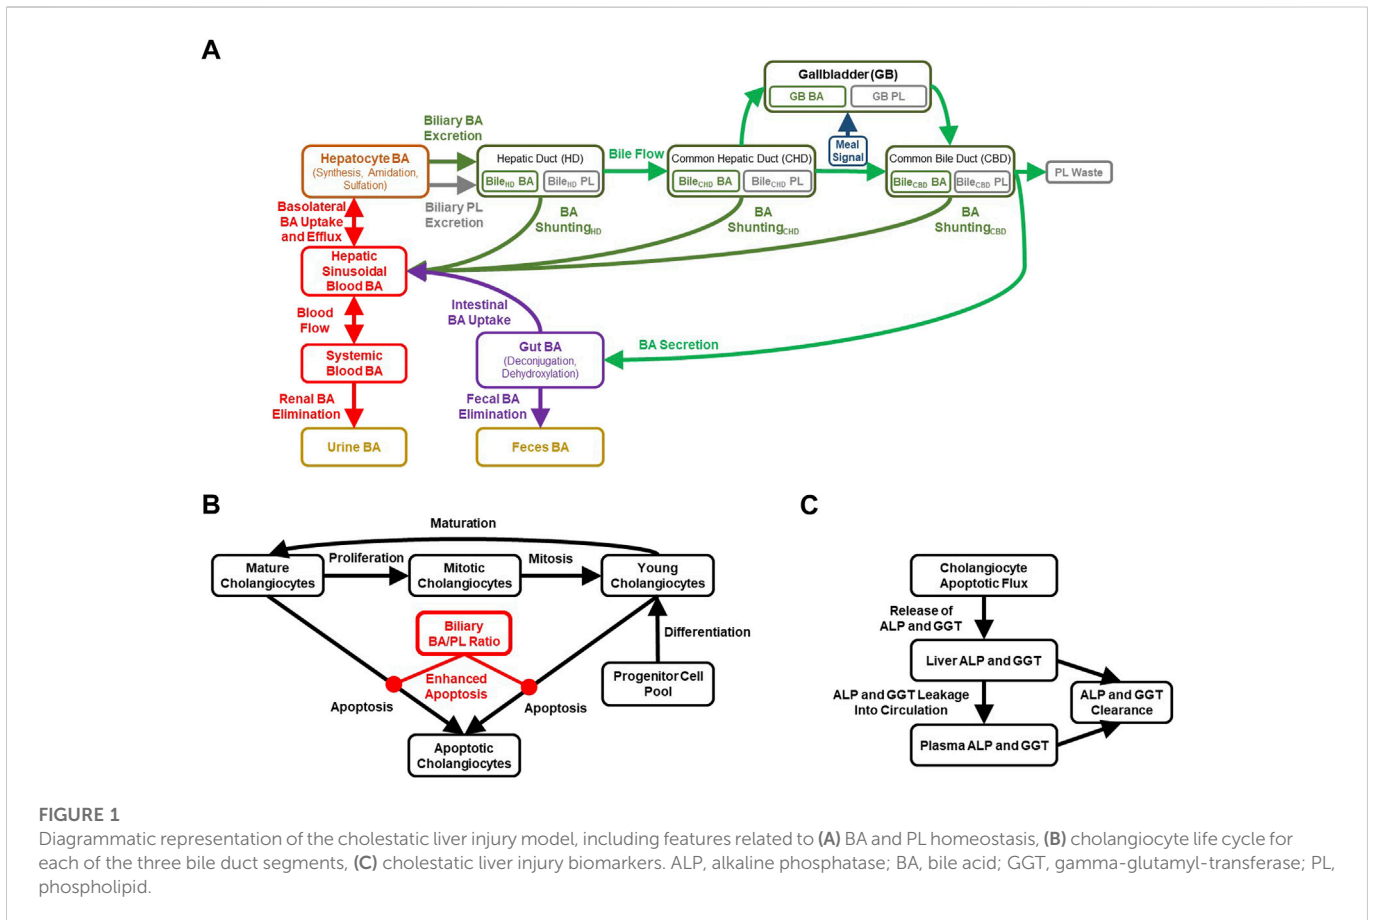 A
Gallbladder (GB)
GB BA
GB PL
Biliary BA
Excretion
Meal
Signal
Hepatocyte BA
(Synthesis, Amidation,
Sulfation)
Hepatic Duct (HD)
BileHD BA
BileHD PL
Bile Flow
Common Hepatic Duct (CHD)
BileCHD BA
BileCHD PL
Common Bile Duct (CBD)
BileCBD BA
BileCBD PL
PL Waste
Biliary PL
Excretion
Basolateral
BA Uptake
and Efflux
BA
ShuntingHD
BA
ShuntingCHD
BA
ShuntingCBD
Hepatic
Sinusoidal
Blood BA
Blood
Flow
Intestinal
BA Uptake
Systemic
Blood BA
Gut BA
(Deconjugation,
Dehydroxylation)
BA Secretion
Renal BA
Elimination
Fecal BA
Elimination
Urine BA
Feces BA
B
Maturation
Mature
Cholangiocytes
Proliferation
Mitotic
Cholangiocytes
Mitosis
Young
Cholangiocytes
Biliary
BA/PL Ratio
Differentiation
Enhanced
Apoptosis
Progenitor Cell
Pool
Apoptosis
Apoptosis
Apoptotic
Cholangiocytes
C
Cholangiocyte
Apoptotic Flux
Release of
ALP and GGT
Liver ALP and GGT
ALP and GGT Leakage
Into Circulation
ALP and GGT
Clearance
Plasma ALP and GGT
FIGURE 1
Diagrammatic representation of the cholestatic liver injury model, including features related to (A) BA and PL homeostasis, (B) cholangiocyte life cycle for
each of the three bile duct segments, (C) cholestatic liver injury biomarkers. ALP, alkaline phosphatase; BA, bile acid; GGT, gamma-glutamyl-transferase; PL,
phospholipid.